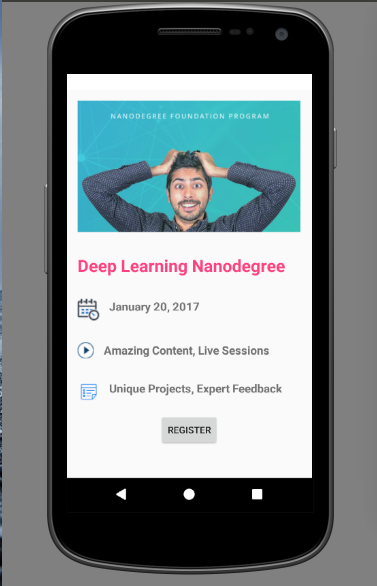 NANODEGREE FOUNDATION PROGRAM
Deep Learning Nanodegree
January 20, 2017
Amazing Content, Live Sessions
Unique Projects, Expert Feedback
REGISTER